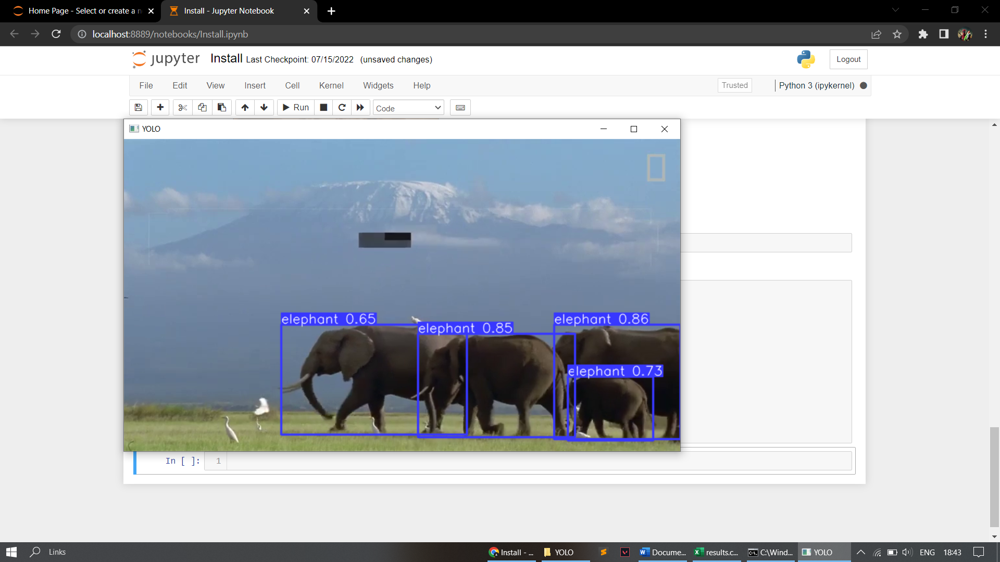 Home Page - Select or create a n
Install - Jupyter Notebook
localhost:8889/notebooks/Install.ipynb
jupyter Install Last Checkpoint: 07/15/2022 (unsaved changes)
Logout
File Edit View Insert Cell Kernel Widgets Help
Trusted
Python 3 (ipykernel)
Run
Code
YOLO
elephant 0.65
elephant 0.85
elephant 0.86
elephant 0.73
In [ ]:
1
Links
Install - ...
YOLO
Docume...
results.c...
C:\Wind...
YOLO
ENG
18:43